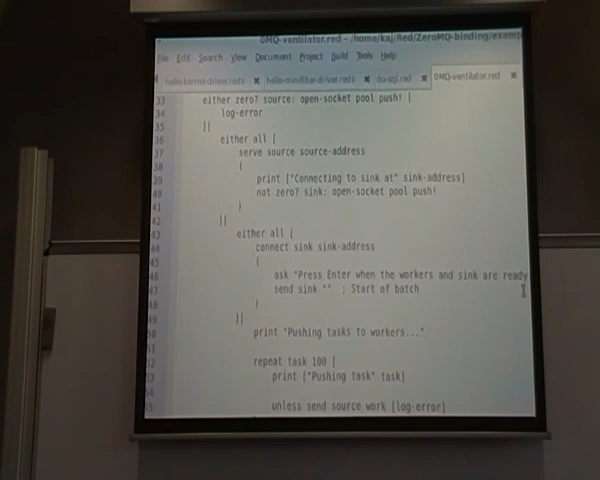 0MQ-ventilator.red - /home/kaj/Red/ZeroMQ-binding/examp
File Edit Search View Document Project Build Tools Help
hello-kernel-driver.reds ✖ hello-minifilter-driver.reds ✖ do-sql.red ✖ 0MQ-ventilator.red ✖
33 either zero? source: open-socket pool push! [
34 log-error
35 ][
36 either all [
37 serve source source-address
38 (
39 print ["Connecting to sink at" sink-address]
40 not zero? sink: open-socket pool push!
41 )
42 ][
43 either all [
44 connect sink sink-address
45 (
46 ask "Press Enter when the workers and sink are ready
47 send sink "" ; Start of batch
48 )
49 ][
50 print "Pushing tasks to workers..."
51
52 repeat task 100 [
53 print ["Pushing task" task]
54
55 unless send source work [log-error]